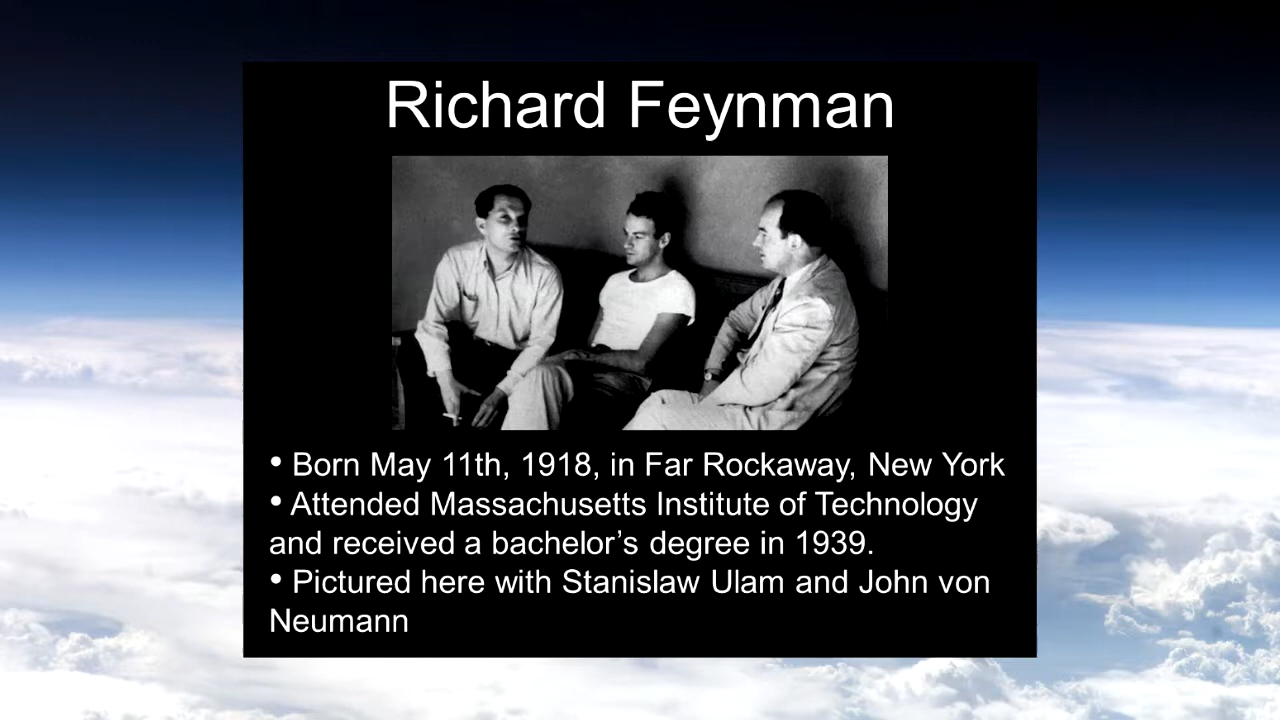 Richard Feynman
• Born May 11th, 1918, in Far Rockaway, New York
• Attended Massachusetts Institute of Technology
and received a bachelor’s degree in 1939.
• Pictured here with Stanislaw Ulam and John von
Neumann